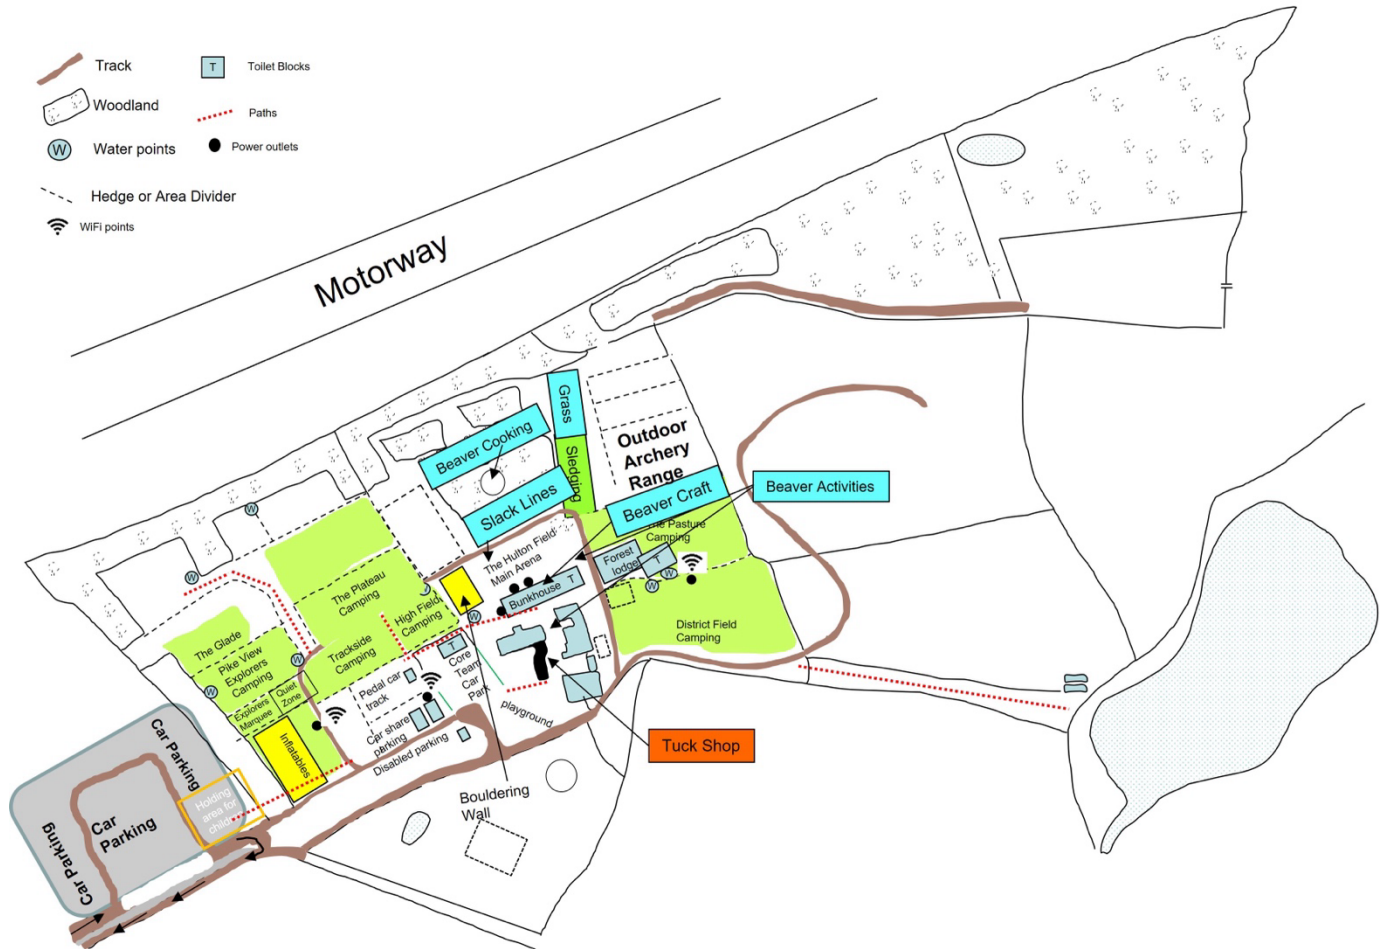 Track
T
Toilet Blocks
Woodland
Paths
W
Water points
Power outlets
Hedge or Area Divider
WiFi points
Motorway
Grass
Sledging
Beaver Cooking
Slack Lines
Outdoor
Archery
Range
Beaver Craft
Beaver Activities
The Pasture
Camping
The Hulton Field
Main Arena
Forest
lodge
T
W
W
Bunkhouse T
W
W
W
W
W
The Plateau
Camping
High Field
Camping
W
Trackside
Camping
District Field
Camping
The Glade
Pike View
Explorers
Camping
Quiet
Zone
Explorers
Marquee
Inflatables
T
Core
Team
Car
Park
Pedal car
track
Car share
parking
Disabled parking
playground
Tuck Shop
Bouldering
Wall
Car Parking
Car
Parking
Car Parking
Holding
area for
children